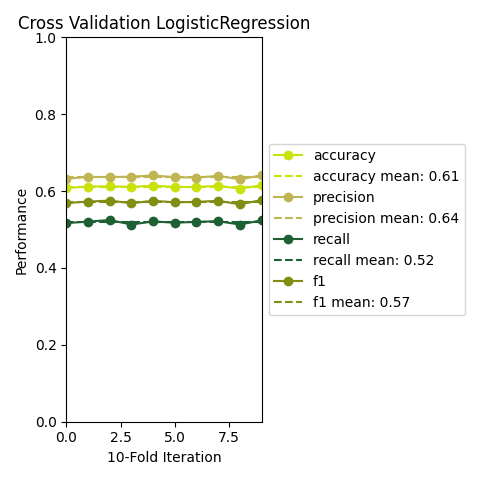 Cross Validation LogisticRegression
1.0
0.8
0.6
0.4
0.2
0.0
Performance
0.0 2.5 5.0 7.5
10-Fold Iteration
accuracy
accuracy mean: 0.61
precision
precision mean: 0.64
recall
recall mean: 0.52
f1
f1 mean: 0.57